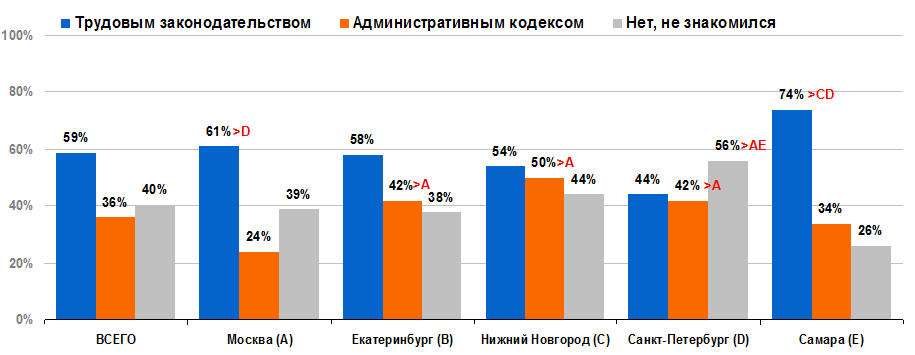 Трудовым законодательством Административным кодексом Нет, не знакомился
100%
80%
60%
40%
20%
0%
59% 36% 40%
61%>D 24% 39%
58% 42%>A 38%
54% 50%>A 44%
44% 42% >A 56%>AE
74% >CD 34% 26%
ВСЕГО Москва (A) Екатеринбург (B) Нижний Новгород (C) Санкт-Петербург (D) Самара (E)